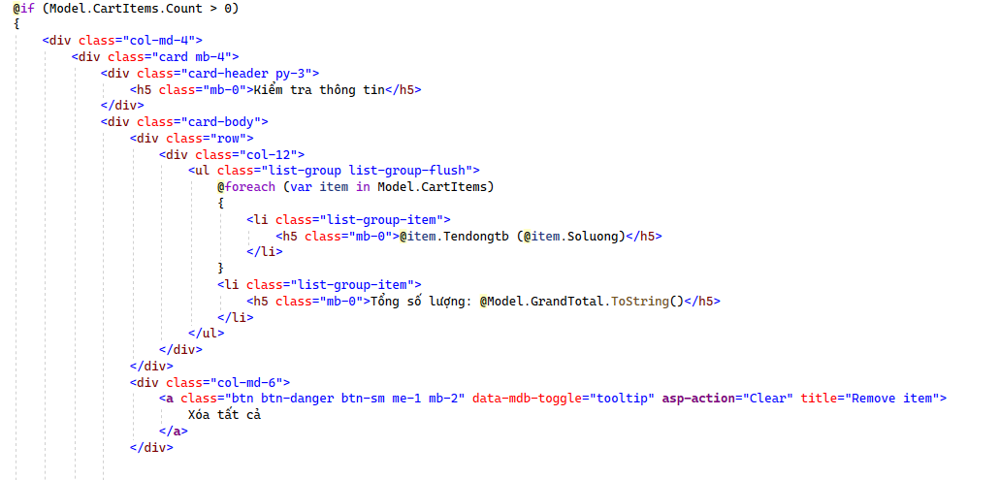 @if (Model.CartItems.Count > 0)
{
<div class="col-md-4">
<div class="card mb-4">
<div class="card-header py-3">
<h5 class="mb-0">Kiểm tra thông tin</h5>
</div>
<div class="card-body">
<div class="row">
<div class="col-12">
<ul class="list-group list-group-flush">
@foreach (var item in Model.CartItems)
{
<li class="list-group-item">
<h5 class="mb-0">@item.Tendongtb (@item.Soluong)</h5>
</li>
}
<li class="list-group-item">
<h5 class="mb-0">Tổng số lượng: @Model.GrandTotal.ToString()</h5>
</li>
</ul>
</div>
</div>
<div class="col-md-6">
<a class="btn btn-danger btn-sm me-1 mb-2" data-mdb-toggle="tooltip" asp-action="Clear" title="Remove item">
Xóa tất cả
</a>
</div>